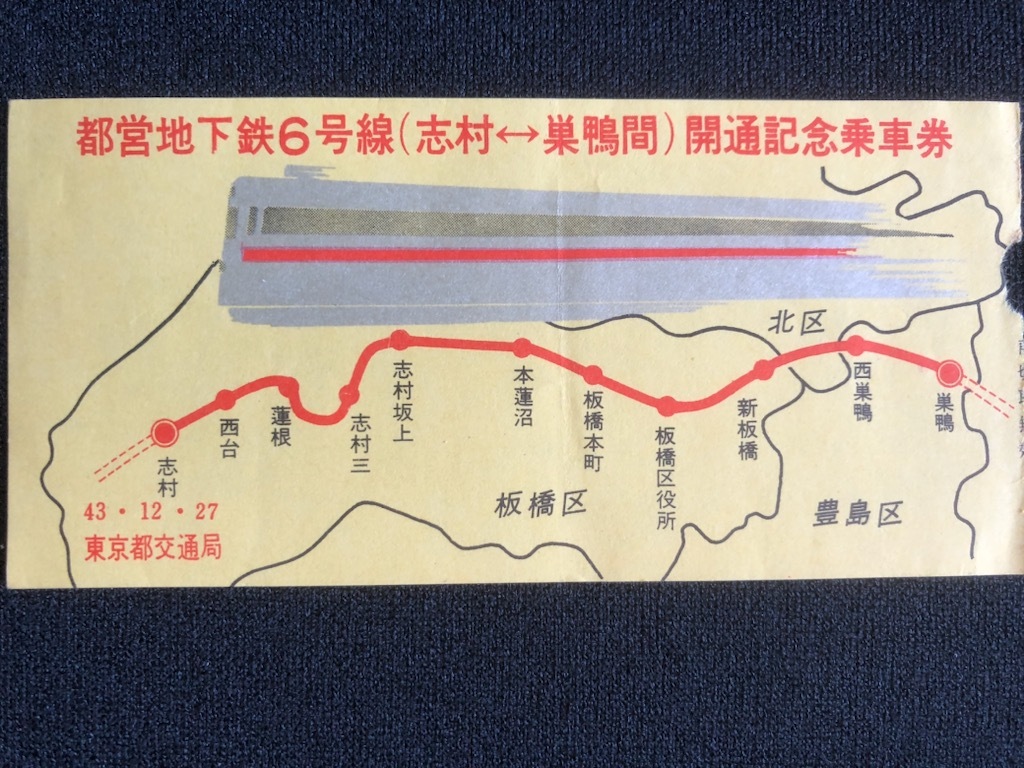 都営地下鉄6号線(志村↔巣鴨間)開通記念乗車券
北区
志村
西台
蓮根
志村三
志村坂上
本蓮沼
板橋本町
板橋区役所
新板橋
西巣鴨
巣鴨
板橋区
豊島区
43・12・27
東京都交通局